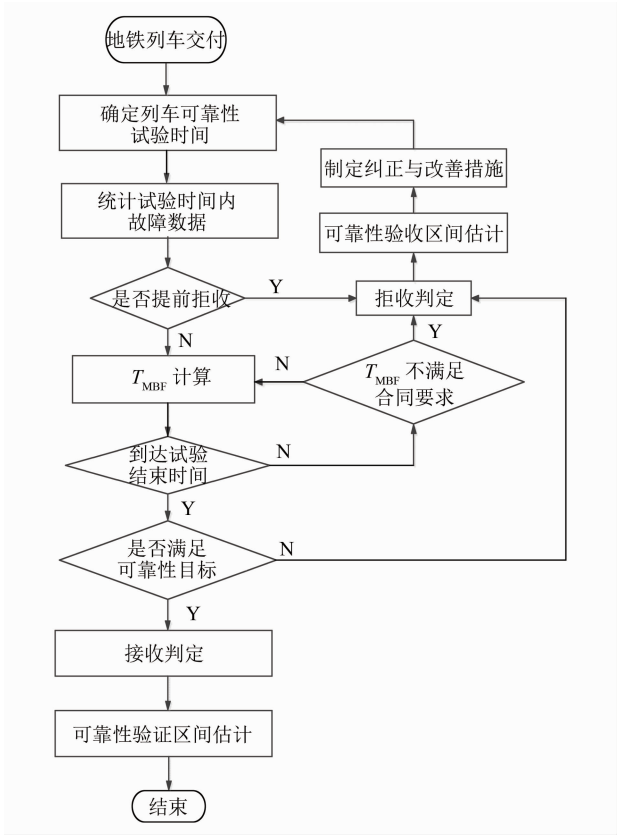 地铁列车交付
确定列车可靠性
试验时间
制定纠正与改善措施
统计试验时间内
故障数据
可靠性验收区间估计
是否提前拒收
Y
拒收判定
N
Y
TMBF 计算
N
TMBF 不满足
合同要求
到达试验
结束时间
N
Y
是否满足
可靠性目标
N
Y
接收判定
可靠性验证区间估计
结束